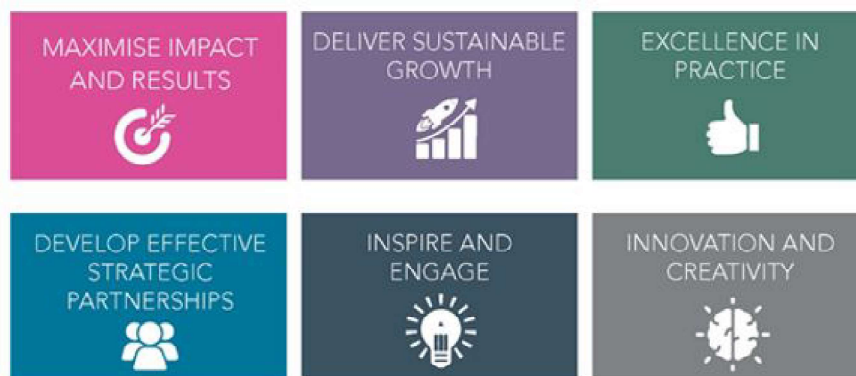 MAXIMISE IMPACT
AND RESULTS
DELIVER SUSTAINABLE
GROWTH
EXCELLENCE IN
PRACTICE
DEVELOP EFFECTIVE
STRATEGIC
PARTNERSHIPS
INSPIRE AND
ENGAGE
INNOVATION AND
CREATIVITY